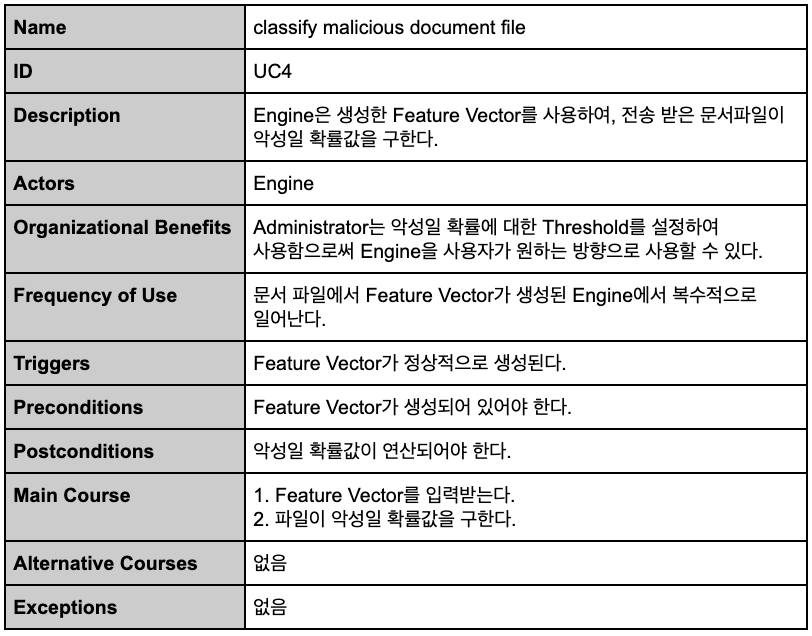 Name
classify malicious document file
ID
UC4
Description
Engine은 생성한 Feature Vector를 사용하여, 전송 받은 문서파일이
악성일 확률값을 구한다.
Actors
Engine
Organizational Benefits
Administrator는 악성일 확률에 대한 Threshold를 설정하여
사용함으로써 Engine을 사용자가 원하는 방향으로 사용할 수 있다.
Frequency of Use
문서 파일에서 Feature Vector가 생성된 Engine에서 복수적으로
일어난다.
Triggers
Feature Vector가 정상적으로 생성된다.
Preconditions
Feature Vector가 생성되어 있어야 한다.
Postconditions
악성일 확률값이 연산되어야 한다.
Main Course
1. Feature Vector를 입력받는다.
2. 파일이 악성일 확률값을 구한다.
Alternative Courses
없음
Exceptions
없음